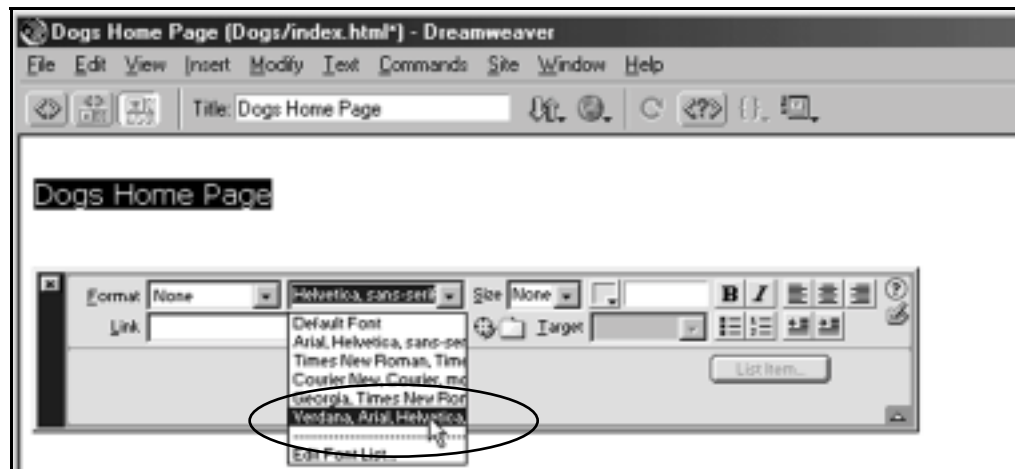 Dogs Home Page (Dogs/index.html*) - Dreamweaver
File Edit View Insert Modify Text Commands Site Window Help
Title: Dogs Home Page
Dogs Home Page
Format None Helvetica, sans-serif Size None B I
Link Target
Default Font
Arial, Helvetica, sans-ser
Times New Roman, Time
Courier New, Courier, mo
List Item...
Georgia, Times New Rom
Verdana, Arial, Helvetica,
Edit Font List...